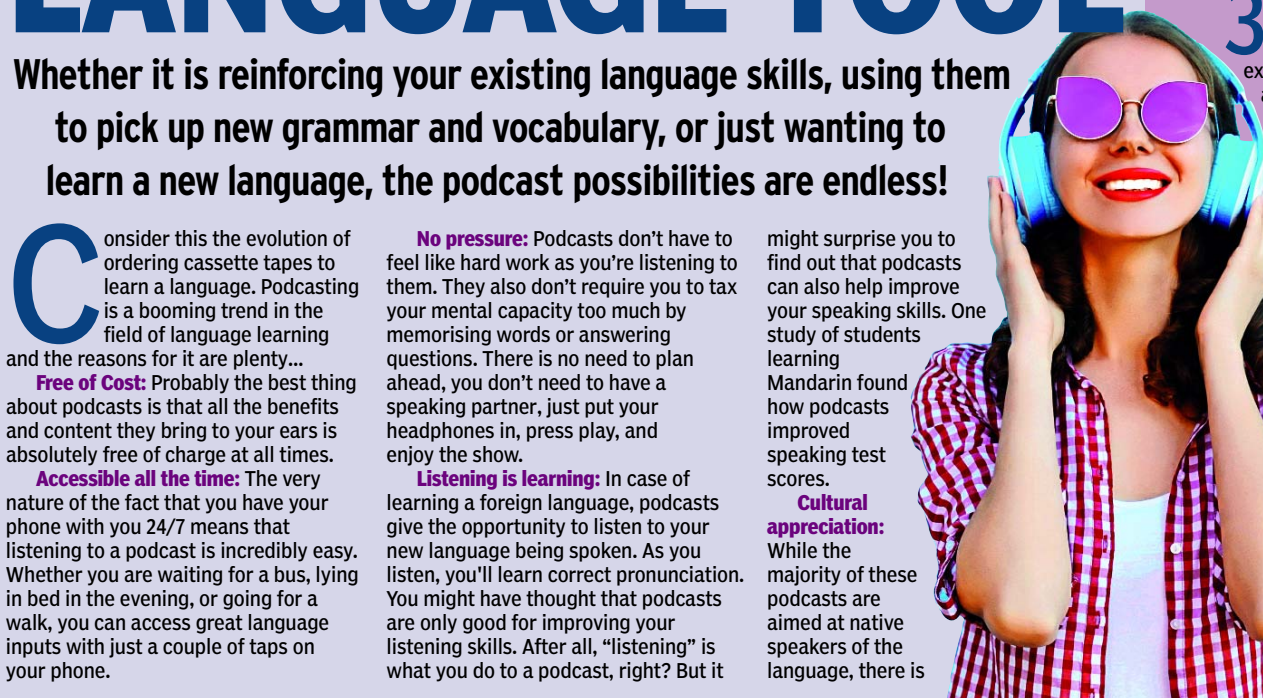 LANGUAGE TOOL
Whether it is reinforcing your existing language skills, using them
to pick up new grammar and vocabulary, or just wanting to
learn a new language, the podcast possibilities are endless!
Consider this the evolution of
ordering cassette tapes to
learn a language. Podcasting
is a booming trend in the
field of language learning
and the reasons for it are plenty...
Free of Cost: Probably the best thing
about podcasts is that all the benefits
and content they bring to your ears is
absolutely free of charge at all times.
Accessible all the time: The very
nature of the fact that you have your
phone with you 24/7 means that
listening to a podcast is incredibly easy.
Whether you are waiting for a bus, lying
in bed in the evening, or going for a
walk, you can access great language
inputs with just a couple of taps on
your phone.
No pressure: Podcasts don't have to
feel like hard work as you're listening to
them. They also don't require you to tax
your mental capacity too much by
memorising words or answering
questions. There is no need to plan
ahead, you don't need to have a
speaking partner, just put your
headphones in, press play, and
enjoy the show.
Listening is learning: In case of
learning a foreign language, podcasts
give the opportunity to listen to your
new language being spoken. As you
listen, you'll learn correct pronunciation.
You might have thought that podcasts
are only good for improving your
listening skills. After all, “listening” is
what you do to a podcast, right? But it
might surprise you to
find out that podcasts
can also help improve
your speaking skills. One
study of students
learning
Mandarin found
how podcasts
improved
speaking test
scores.
Cultural
appreciation:
While the
majority of these
podcasts are
aimed at native
speakers of the
language, there is
3
ex